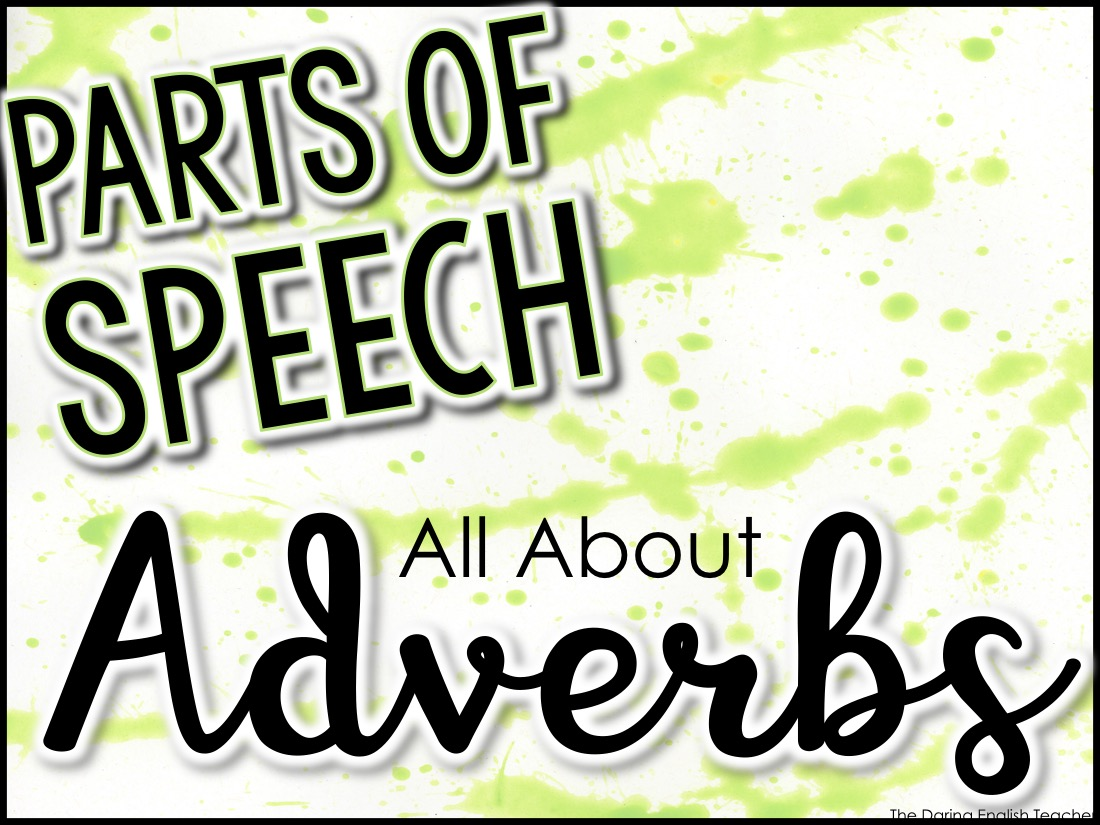 PARTS OF
SPEECH
All About
Adverbs
The Daring English Teache